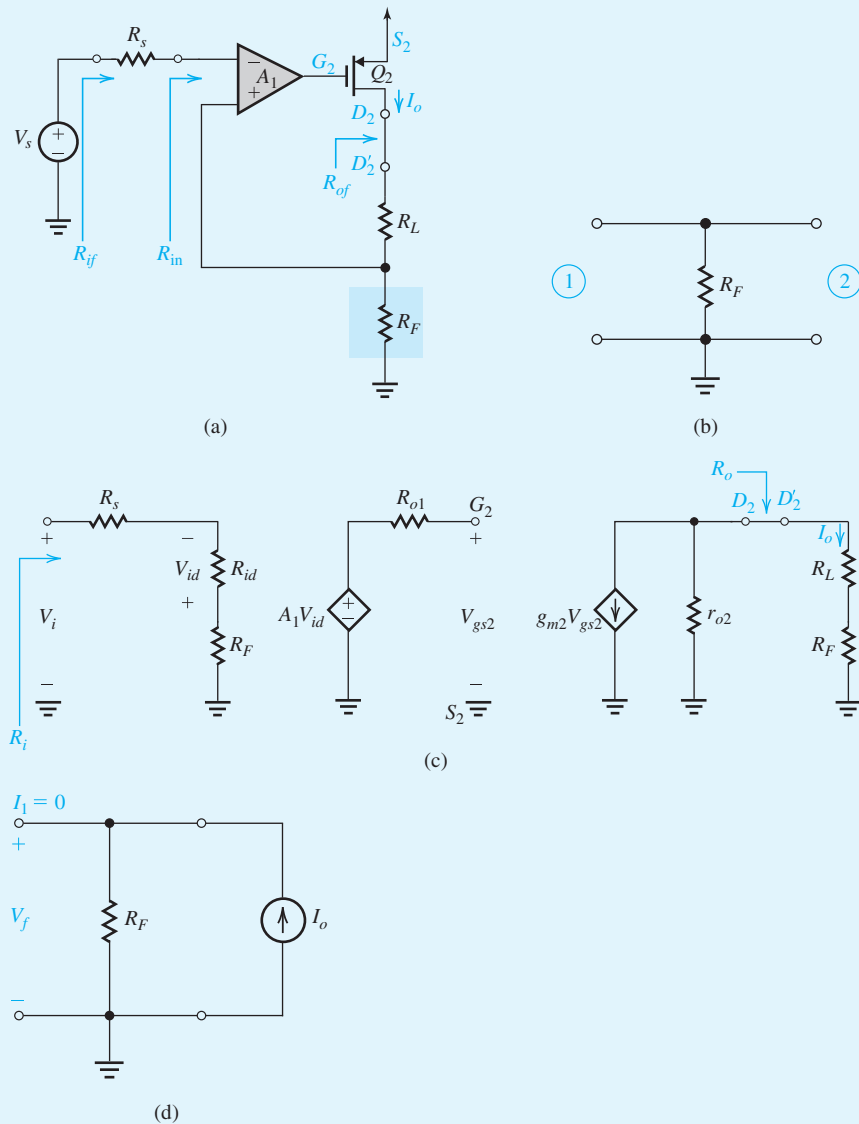 R_s
S_2
G_2
−
A_1
+
Q_2
I_o
D_2
V_s
+
−
R_of
D′_2
R_if
R_in
R_L
R_F
(a)
1
R_F
2
(b)
R_s
R_o1
G_2
R_o
D_2
D′_2
+
−
V_id
R_id
+
I_o
R_L
V_i
R_F
A_1V_id
+
−
+
V_gs2
g_m2V_gs2
r_o2
R_F
−
−
S_2
R_i
(c)
I_1 = 0
+
V_f
R_F
I_o
−
(d)